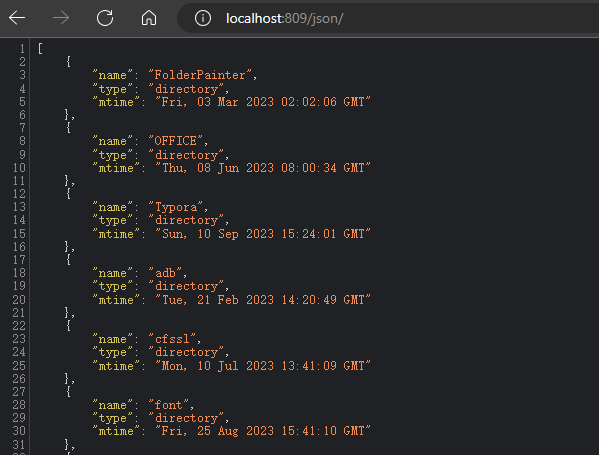 localhost:809/json/
1 [
2 {
3 "name": "FolderPainter",
4 "type": "directory",
5 "mtime": "Fri, 03 Mar 2023 02:02:06 GMT"
6 },
7 {
8 "name": "OFFICE",
9 "type": "directory",
10 "mtime": "Thu, 08 Jun 2023 08:00:34 GMT"
11 },
12 {
13 "name": "Typora",
14 "type": "directory",
15 "mtime": "Sun, 10 Sep 2023 15:24:01 GMT"
16 },
17 {
18 "name": "adb",
19 "type": "directory",
20 "mtime": "Tue, 21 Feb 2023 14:20:49 GMT"
21 },
22 {
23 "name": "cfssl",
24 "type": "directory",
25 "mtime": "Mon, 10 Jul 2023 13:41:09 GMT"
26 },
27 {
28 "name": "font",
29 "type": "directory",
30 "mtime": "Fri, 25 Aug 2023 15:41:10 GMT"
31 },